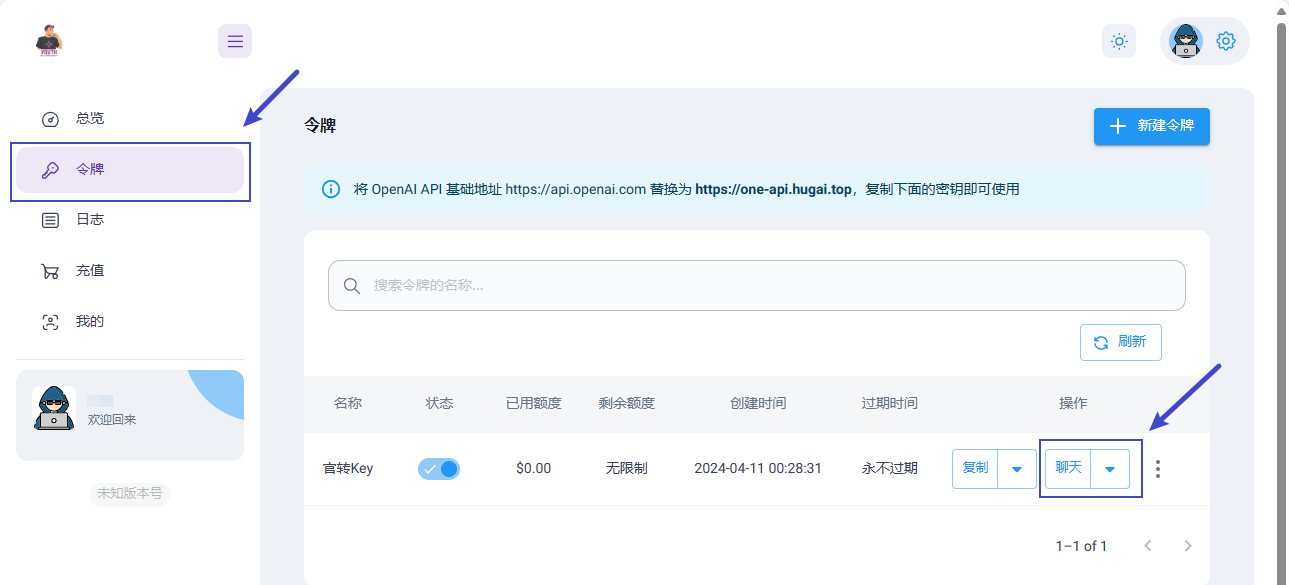 YOUTH
总览
令牌
日志
充值
我的
欢迎回来
未知版本号
令牌
新建令牌
将 OpenAI API 基础地址 https://api.openai.com 替换为 https://one-api.hugai.top，复制下面的密钥即可使用
搜索令牌的名称...
刷新
名称 状态 已用额度 剩余额度 创建时间 过期时间 操作
官转Key $0.00 无限制 2024-04-11 00:28:31 永不过期 复制 聊天
1–1 of 1